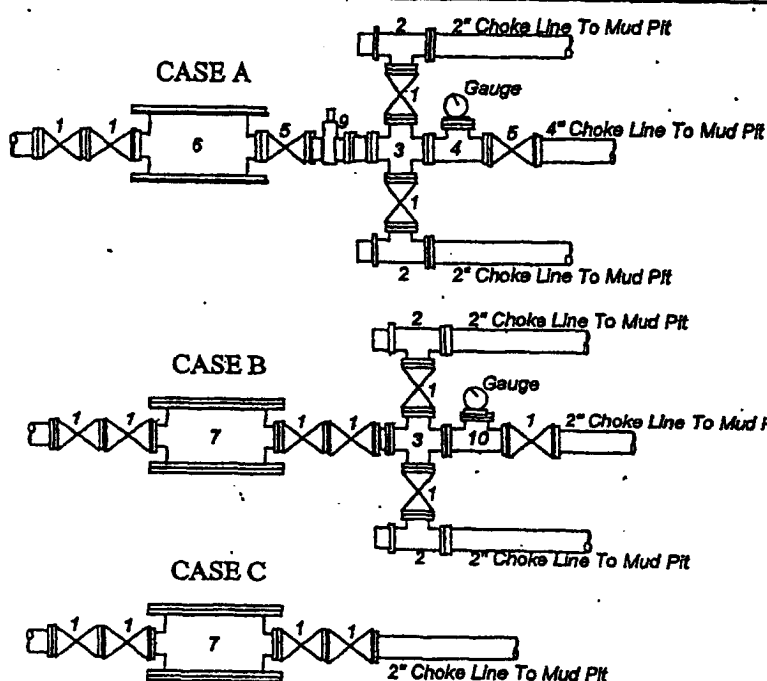 2 2" Choke Line To Mud Pit
CASE A
1 Gauge
1 1 6 5 9 3 4 5 4" Choke Line To Mud Pit
1
2 2" Choke Line To Mud Pit
2 2" Choke Line To Mud Pit
CASE B
1 Gauge
1 1 7 1 1 3 10 1 2" Choke Line To Mud P
1
2 2" Choke Line To Mud Pit
CASE C
1 1 7 1 1
2" Choke Line To Mud Pit